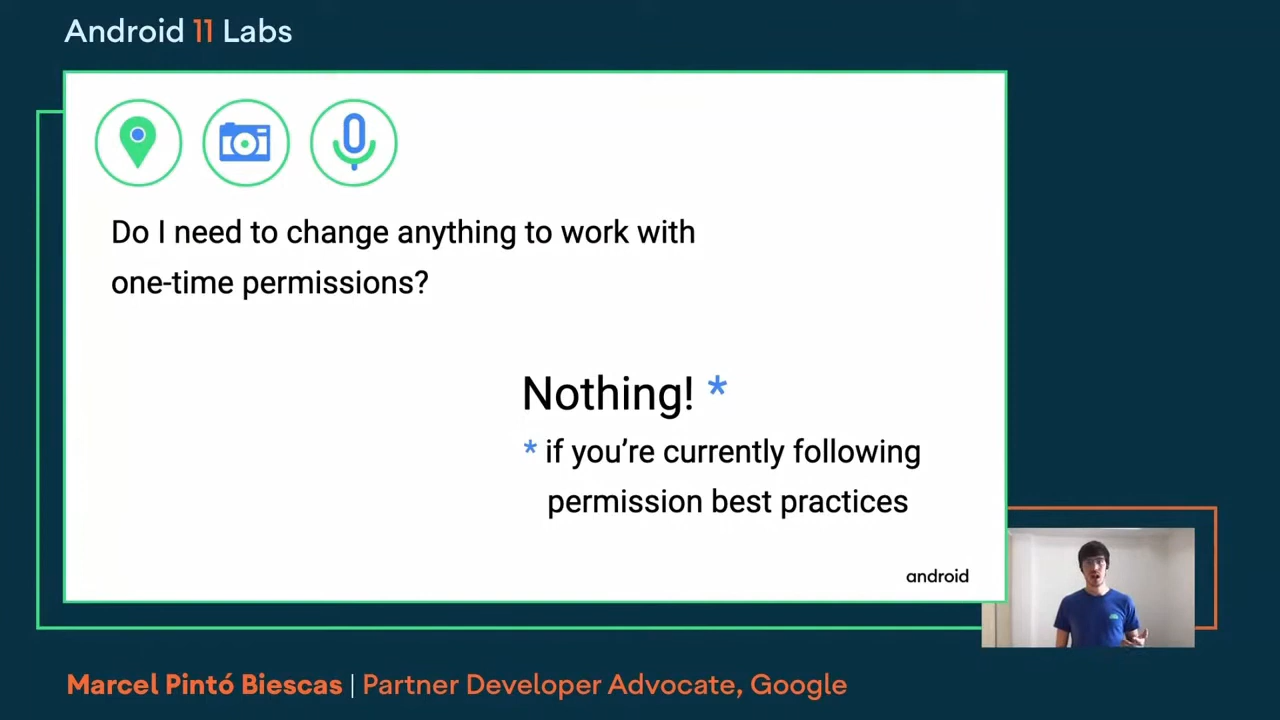 Android 11 Labs
Do I need to change anything to work with
one-time permissions?
Nothing! *
* if you’re currently following
permission best practices
android
Marcel Pintó Biescas | Partner Developer Advocate, Google